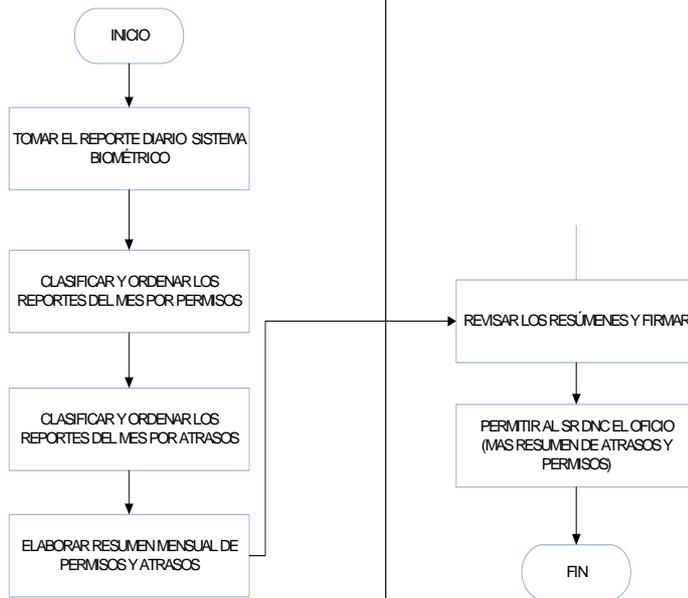 INICIO
TOMAR EL REPORTE DIARIO SISTEMA
BIOMÉTRICO
CLASIFICAR Y ORDENAR LOS
REPORTES DEL MES POR PERMISOS
CLASIFICAR Y ORDENAR LOS
REPORTES DEL MES POR ATRASOS
ELABORAR RESUMEN MENSUAL DE
PERMISOS Y ATRASOS
REVISAR LOS RESÚMENES Y FIRMAR
PERMITIR AL SR DNC EL OFICIO
(MAS RESUMEN DE ATRASOS Y
PERMISOS)
FIN